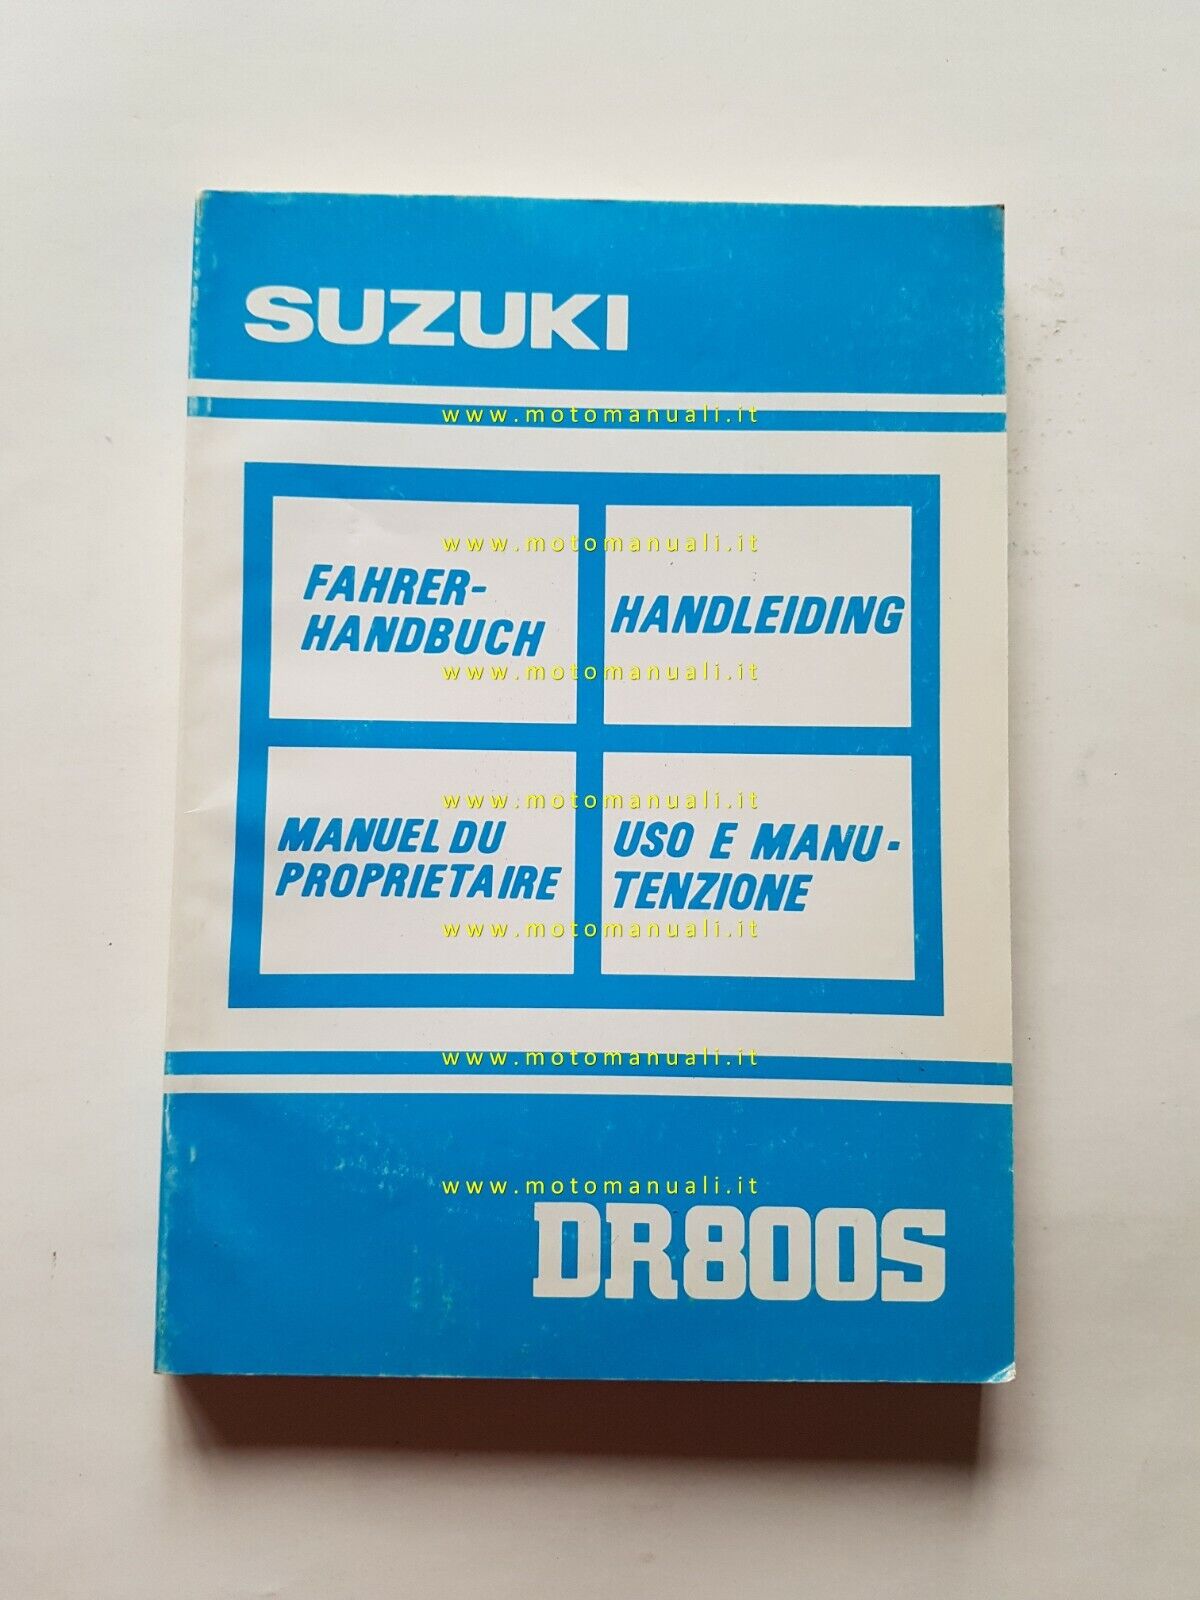 SUZUKI
www.motomanuali.it
www.motomanuali.it
FAHRER-
HANDBUCH
HANDLEIDING
www.motomanuali.it
www.motomanuali.it
MANUEL DU
PROPRIETAIRE
USO E MANU-
TENZIONE
www.motomanuali.it
www.motomanuali.it
www.motomanuali.it
DR800S